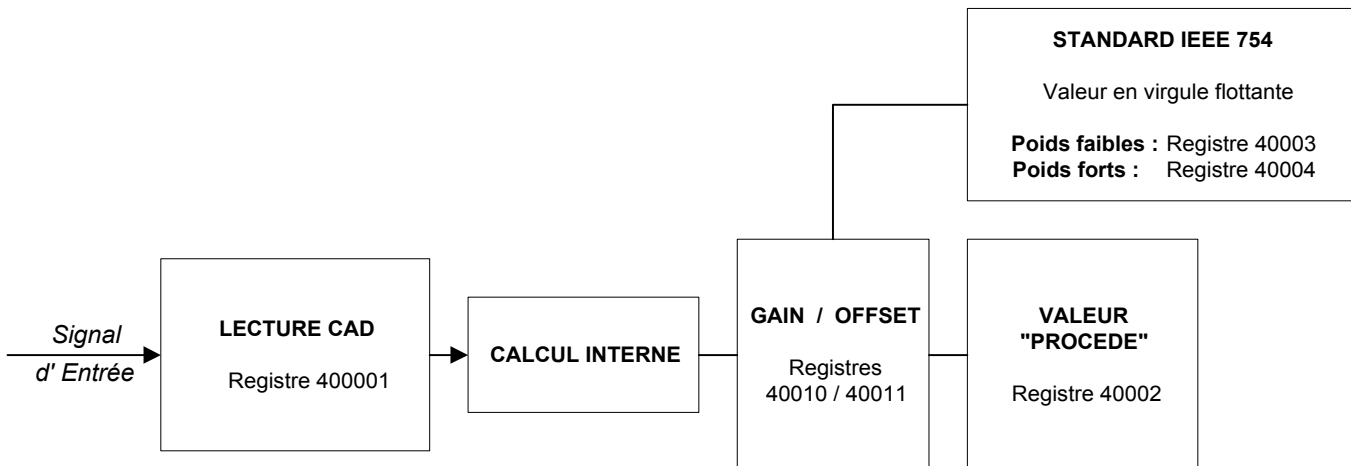 STANDARD IEEE 754
Valeur en virgule flottante
Poids faibles : Registre 40003
Poids forts : Registre 40004
Signal
d' Entrée
LECTURE CAD
Registre 400001
CALCUL INTERNE
GAIN / OFFSET
Registres
40010 / 40011
VALEUR
"PROCEDE"
Registre 40002